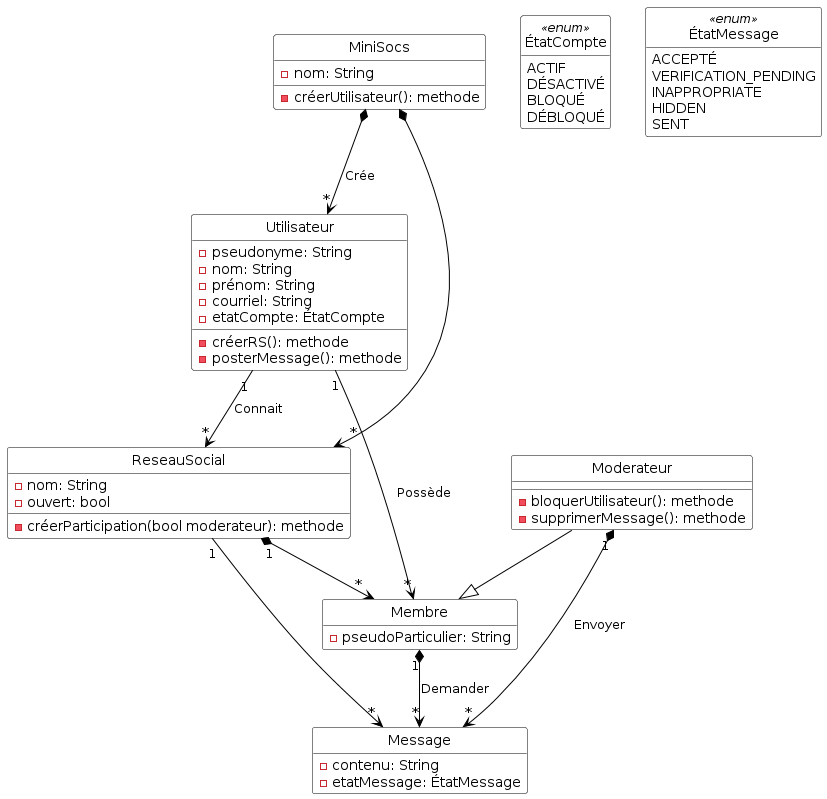 MiniSocs
nom: String
créerUtilisateur(): methode
«enum»
ÉtatCompte
ACTIF
DÉSACTIVÉ
BLOQUÉ
DÉBLOQUÉ
«enum»
ÉtatMessage
ACCEPTÉ
VERIFICATION_PENDING
INAPPROPRIATE
HIDDEN
SENT
Crée
*
Utilisateur
pseudonyme: String
nom: String
prénom: String
courriel: String
etatCompte: ÉtatCompte
créerRS(): methode
posterMessage(): methode
1
1
Connait
*
*
ReseauSocial
nom: String
ouvert: bool
créerParticipation(bool moderateur): methode
Moderateur
bloquerUtilisateur(): methode
supprimerMessage(): methode
Possède
1
1
1
*
*
Membre
pseudoParticulier: String
Envoyer
1
Demander
*
*
*
Message
contenu: String
etatMessage: ÉtatMessage